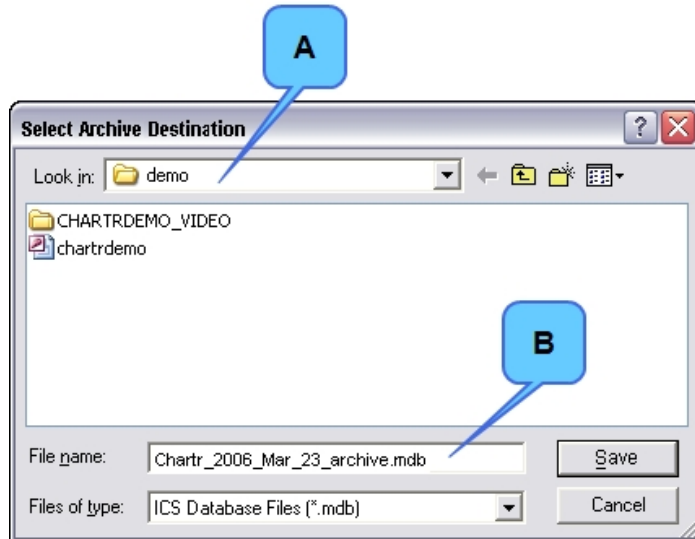 A
Select Archive Destination
Look in: demo
CHARTRDEMO_VIDEO
chartrdemo
B
File name: Chartr_2006_Mar_23_archive.mdb Save
Files of type: ICS Database Files (*.mdb) Cancel